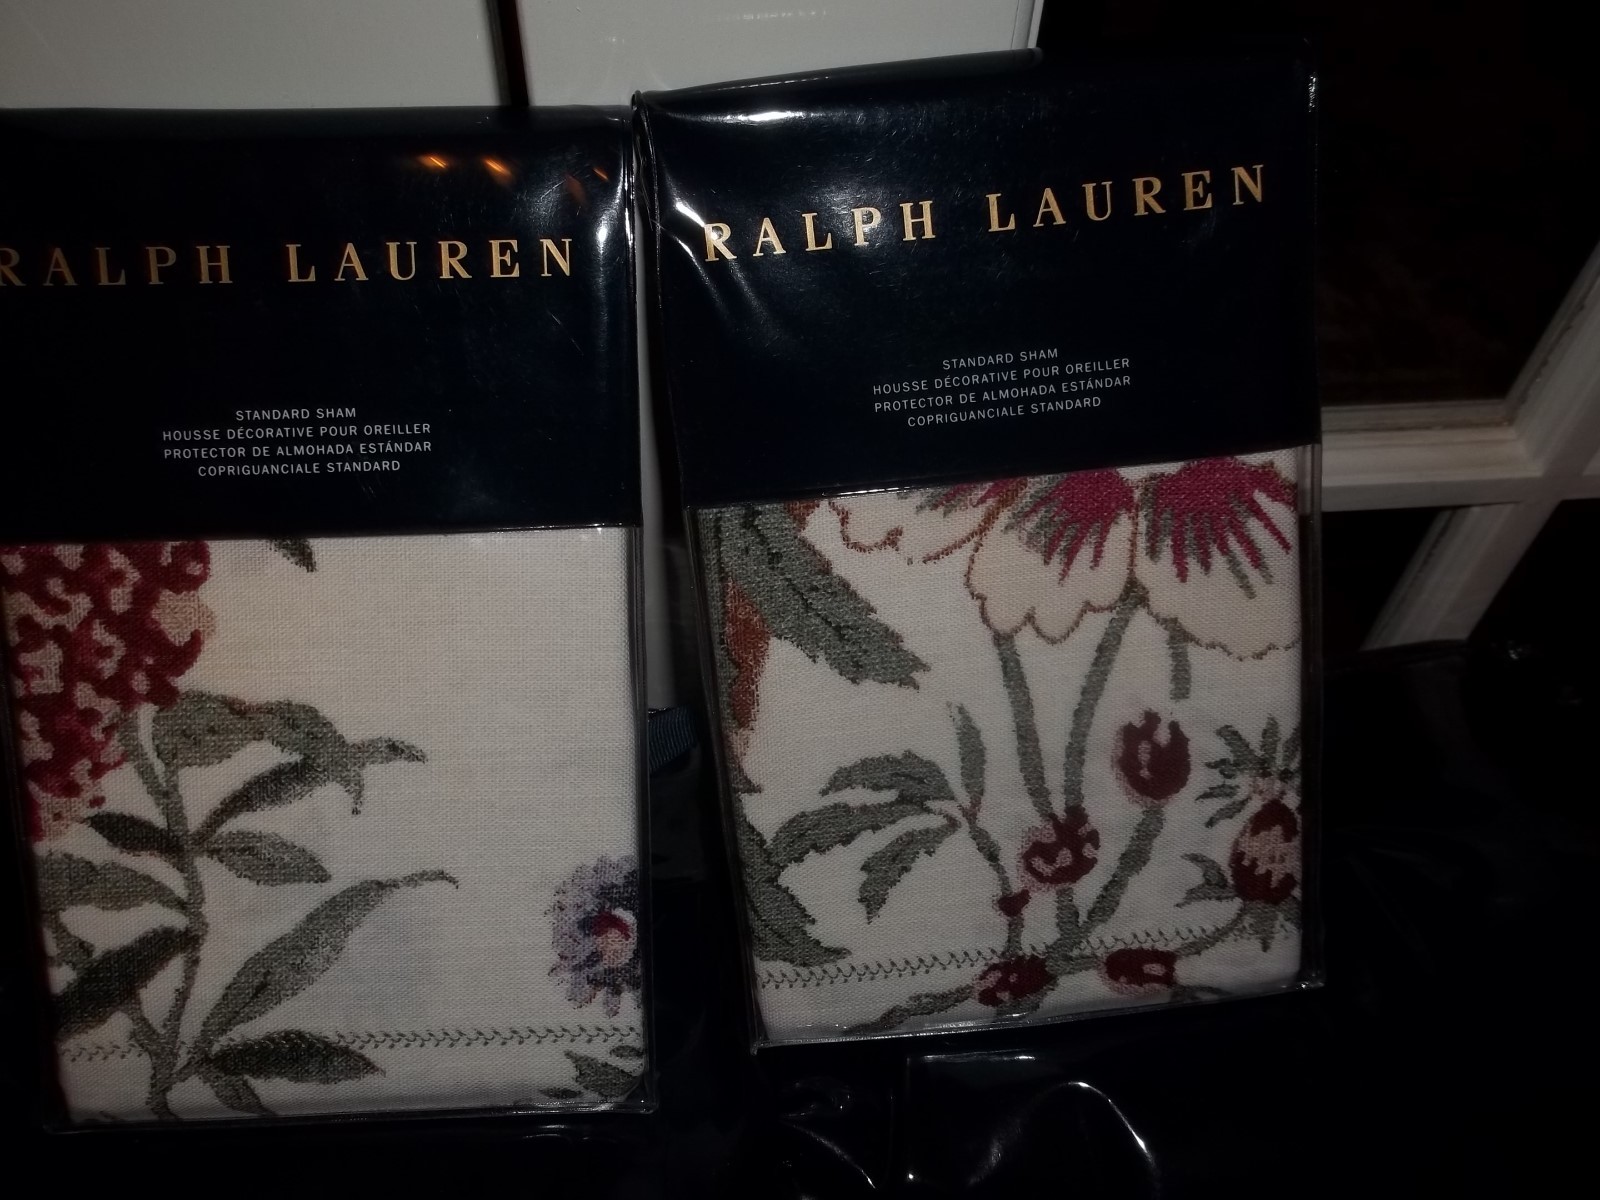 RALPH LAUREN
STANDARD SHAM
HOUSSE DÉCORATIVE POUR OREILLER
PROTECTOR DE ALMOHADA ESTÁNDAR
COPRIGUANCIALE STANDARD
RALPH LAUREN
STANDARD SHAM
HOUSSE DÉCORATIVE POUR OREILLER
PROTECTOR DE ALMOHADA ESTÁNDAR
COPRIGUANCIALE STANDARD